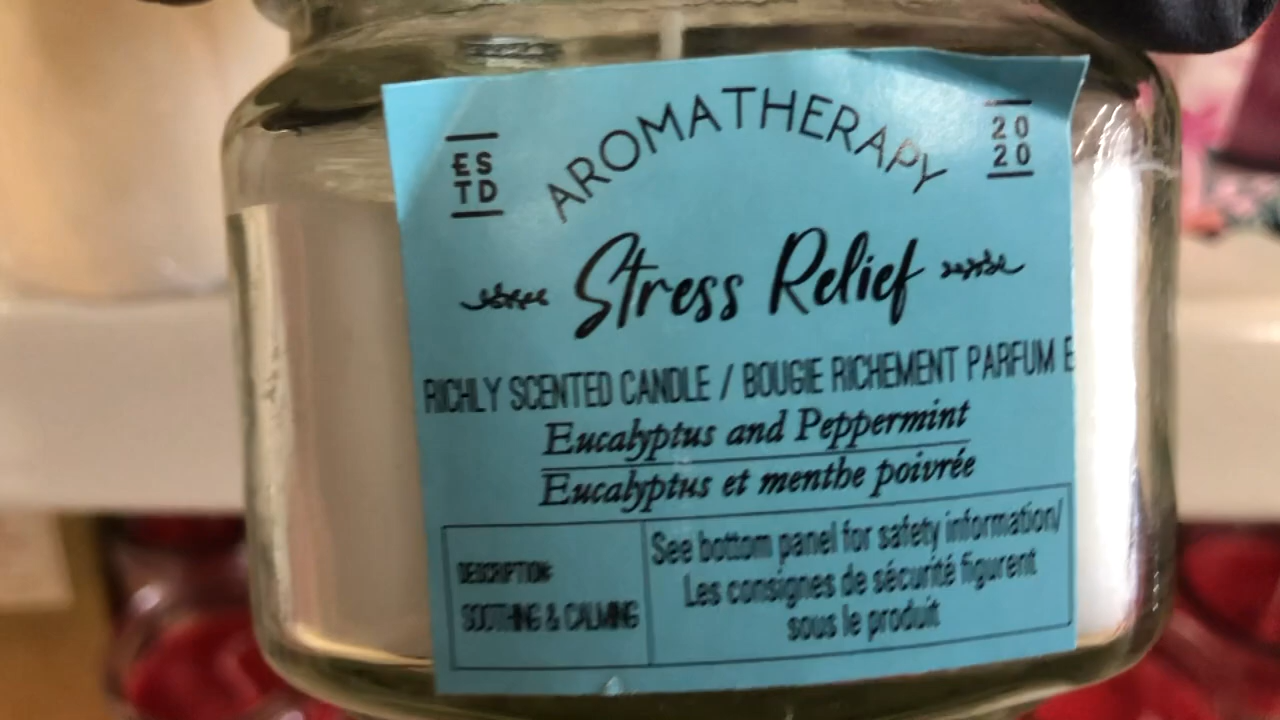 ES
TD
AROMATHERAPY
20
20
Stress Relief
RICHLY SCENTED CANDLE / BOUGIE RICHEMENT PARFUM E
Eucalyptus and Peppermint
Eucalyptus et menthe poivrée
DESCRIPTION:
SOOTHING & CALMING
See bottom panel for safety information/
Les consignes de sécurité figurent
sous le produit